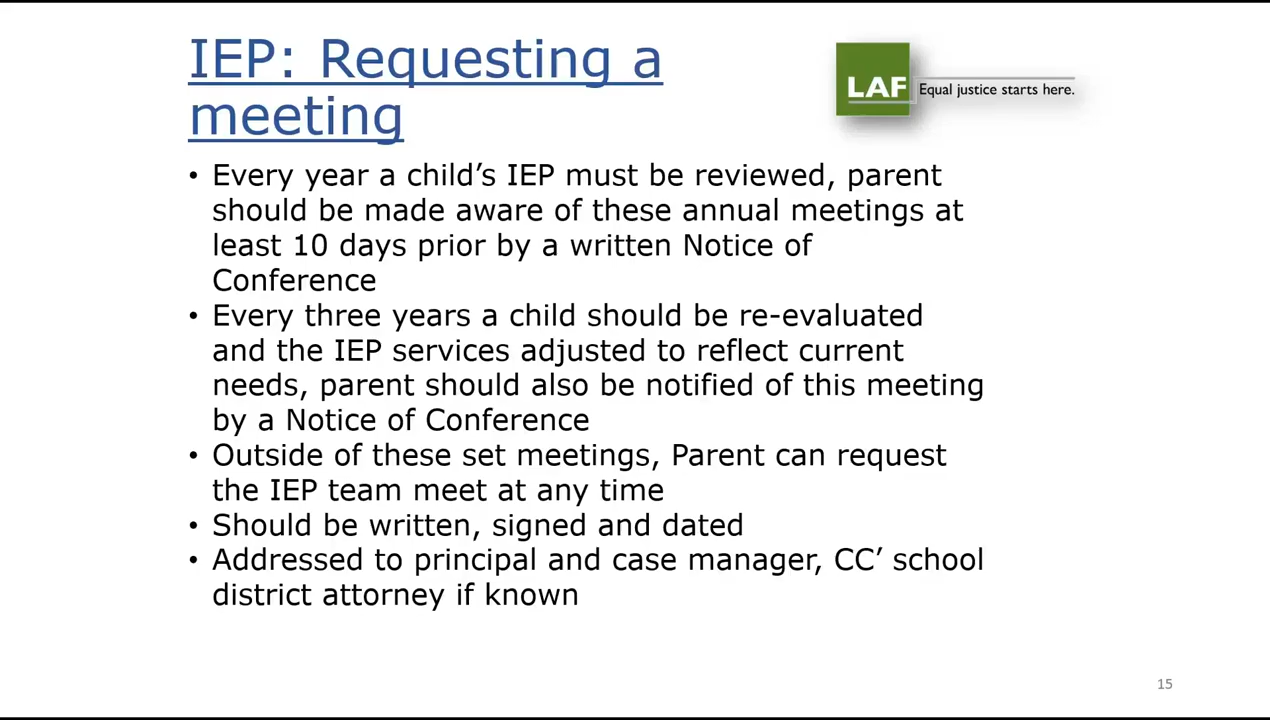 IEP: Requesting a
meeting
LAF
Equal justice starts here.
• Every year a child’s IEP must be reviewed, parent
should be made aware of these annual meetings at
least 10 days prior by a written Notice of
Conference
• Every three years a child should be re-evaluated
and the IEP services adjusted to reflect current
needs, parent should also be notified of this meeting
by a Notice of Conference
• Outside of these set meetings, Parent can request
the IEP team meet at any time
• Should be written, signed and dated
• Addressed to principal and case manager, CC’ school
district attorney if known
15